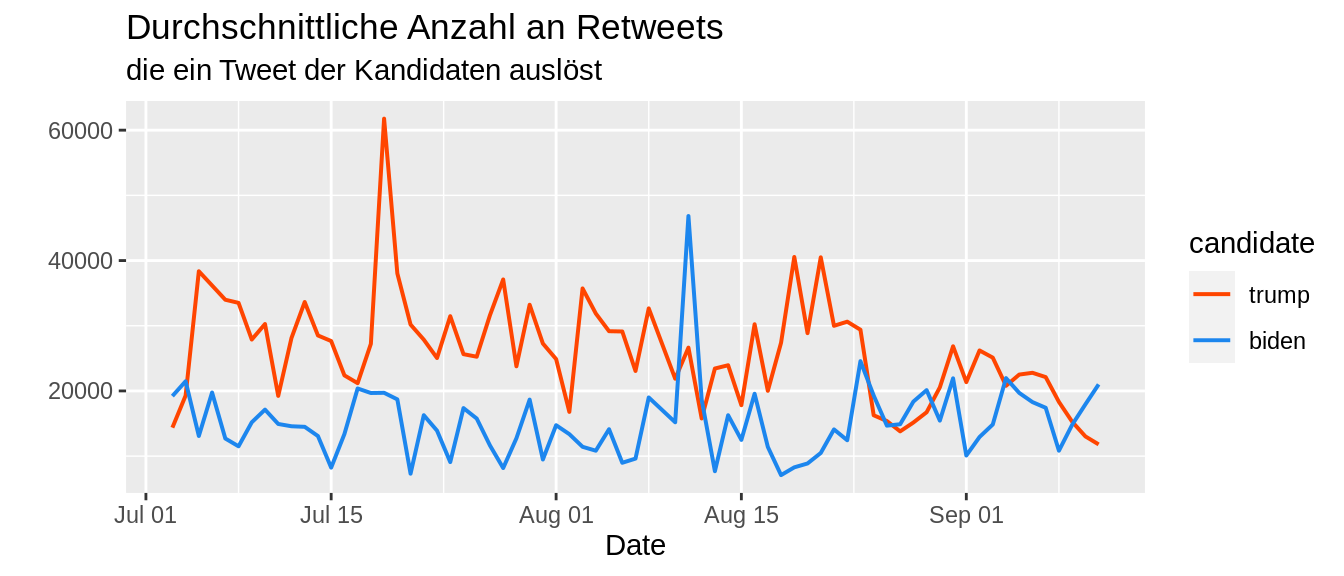 Durchschnittliche Anzahl an Retweets
die ein Tweet der Kandidaten auslöst
60000
40000
20000
Jul 01
Jul 15
Aug 01
Aug 15
Sep 01
Date
candidate
trump
biden